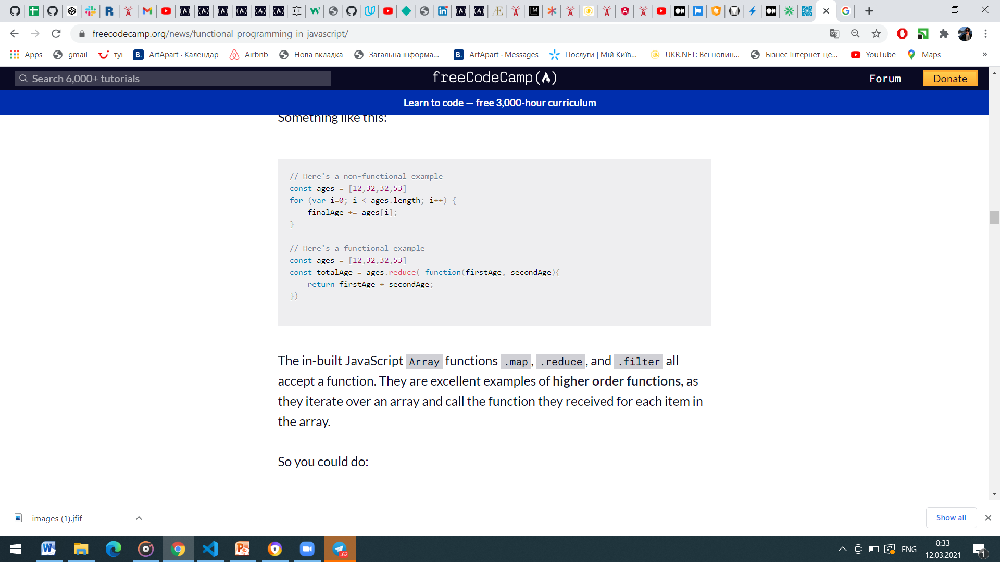 freecodecamp.org/news/functional-programming-in-javascript/
Apps gmail туі B. ArtApart · Календар Airbnb Нова вкладка Загальна інформа... B. ArtApart · Messages Послуги | Мій Київ... UKR.NET: Всі новин... Бізнес Інтернет-це... YouTube Maps »
Search 6,000+ tutorials freeCodeCamp Forum Donate
Learn to code — free 3,000-hour curriculum
Something like this:
// Here's a non-functional example
const ages = [12,32,32,53]
for (var i=0; i < ages.length; i++) {
    finalAge += ages[i];
}
// Here's a functional example
const ages = [12,32,32,53]
const totalAge = ages.reduce( function(firstAge, secondAge){
    return firstAge + secondAge;
})
The in-built JavaScript Array functions .map, .reduce, and .filter all
accept a function. They are excellent examples of higher order functions, as
they iterate over an array and call the function they received for each item in
the array.
So you could do:
images (1).jfif Show all
..62
ENG
8:33
12.03.2021
1